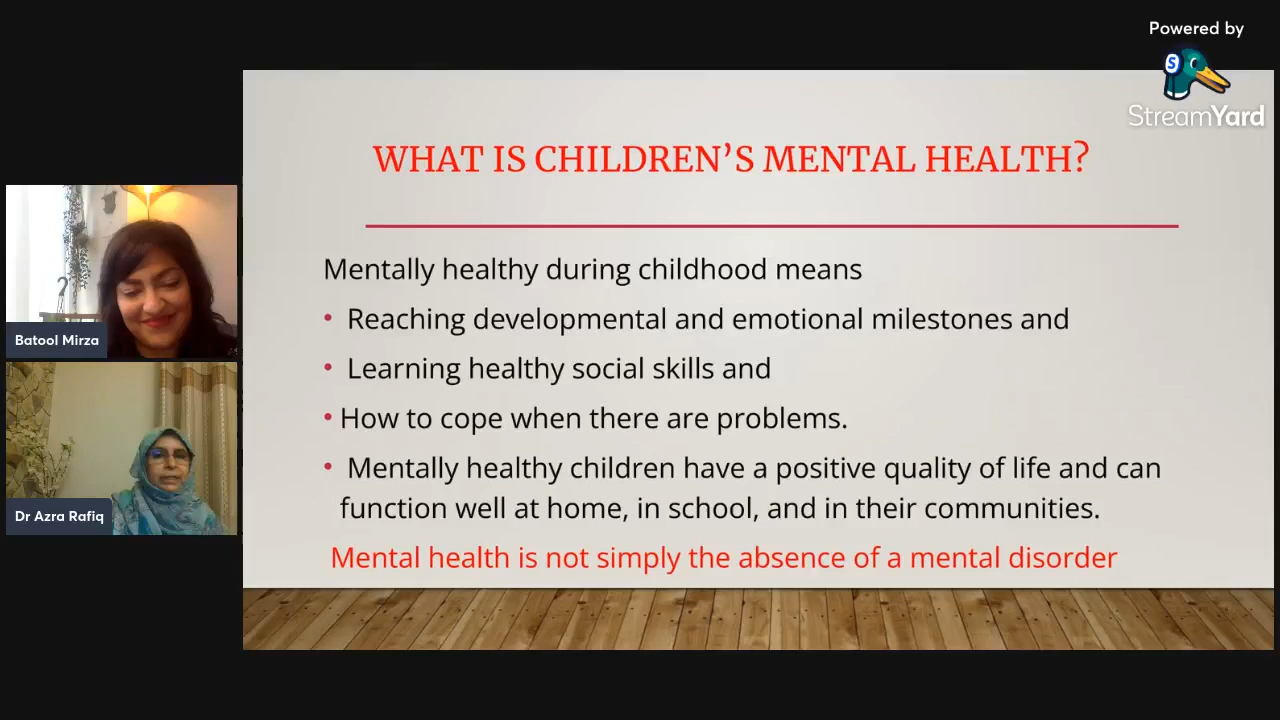 Powered by
StreamYard
WHAT IS CHILDREN’S MENTAL HEALTH?
Mentally healthy during childhood means
• Reaching developmental and emotional milestones and
• Learning healthy social skills and
• How to cope when there are problems.
• Mentally healthy children have a positive quality of life and can
function well at home, in school, and in their communities.
Mental health is not simply the absence of a mental disorder
Batool Mirza
Dr Azra Rafiq